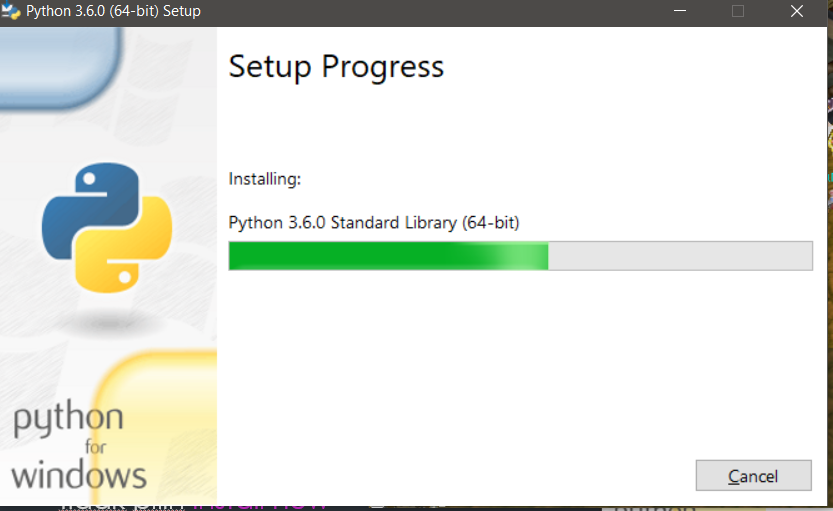 Python 3.6.0 (64-bit) Setup
Setup Progress
Installing:
Python 3.6.0 Standard Library (64-bit)
python
for
windows
Cancel